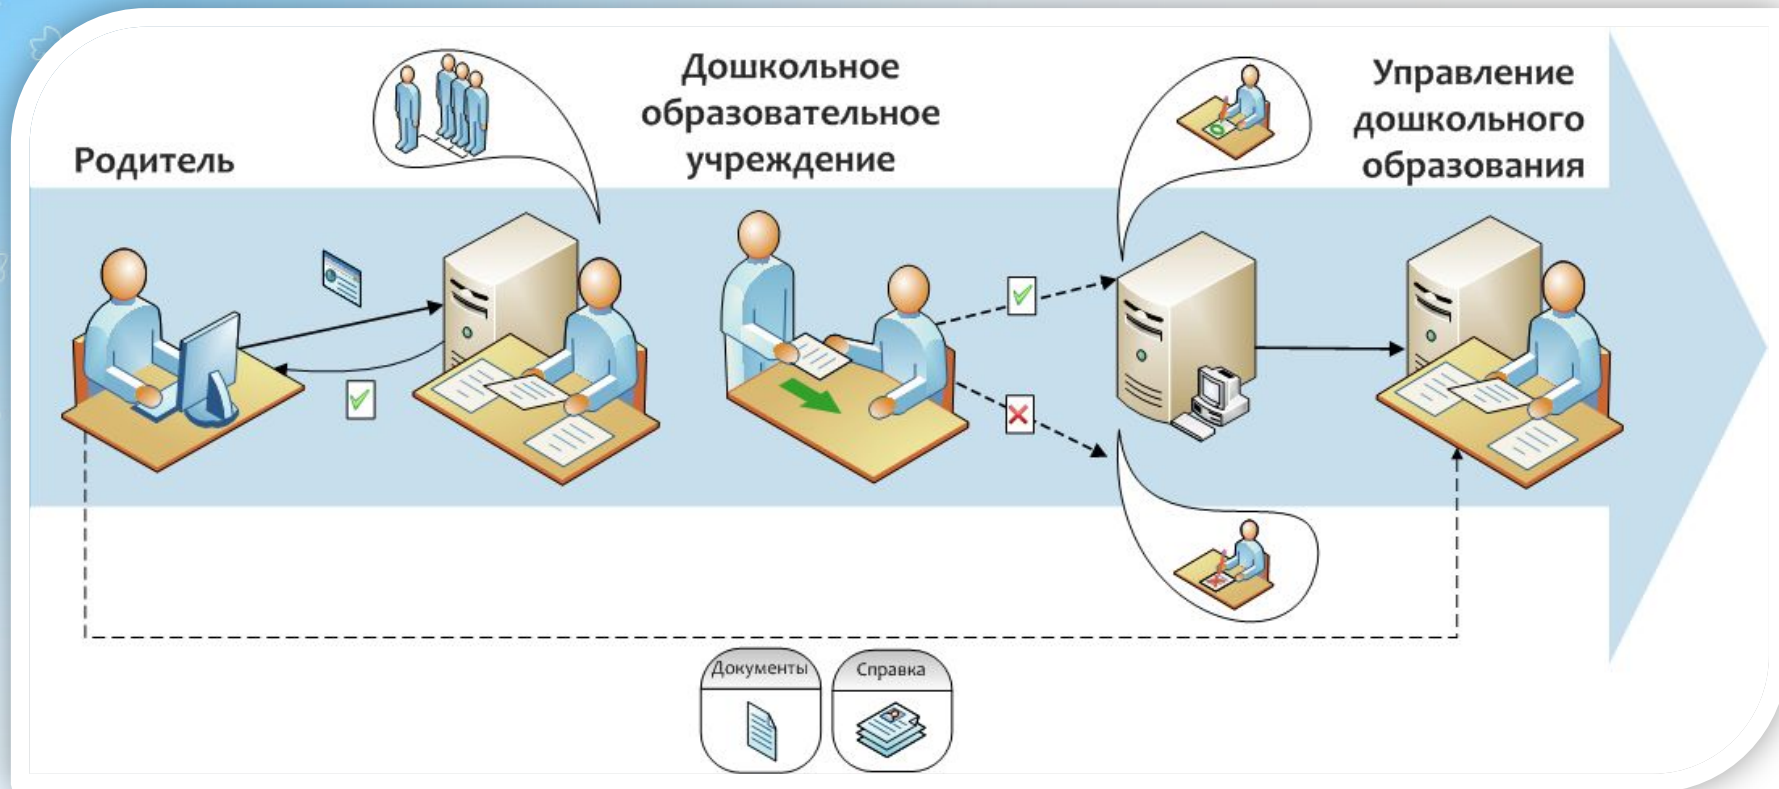 Родитель
Дошкольное
образовательное
учреждение
Управление
дошкольного
образования
Документы
Справка